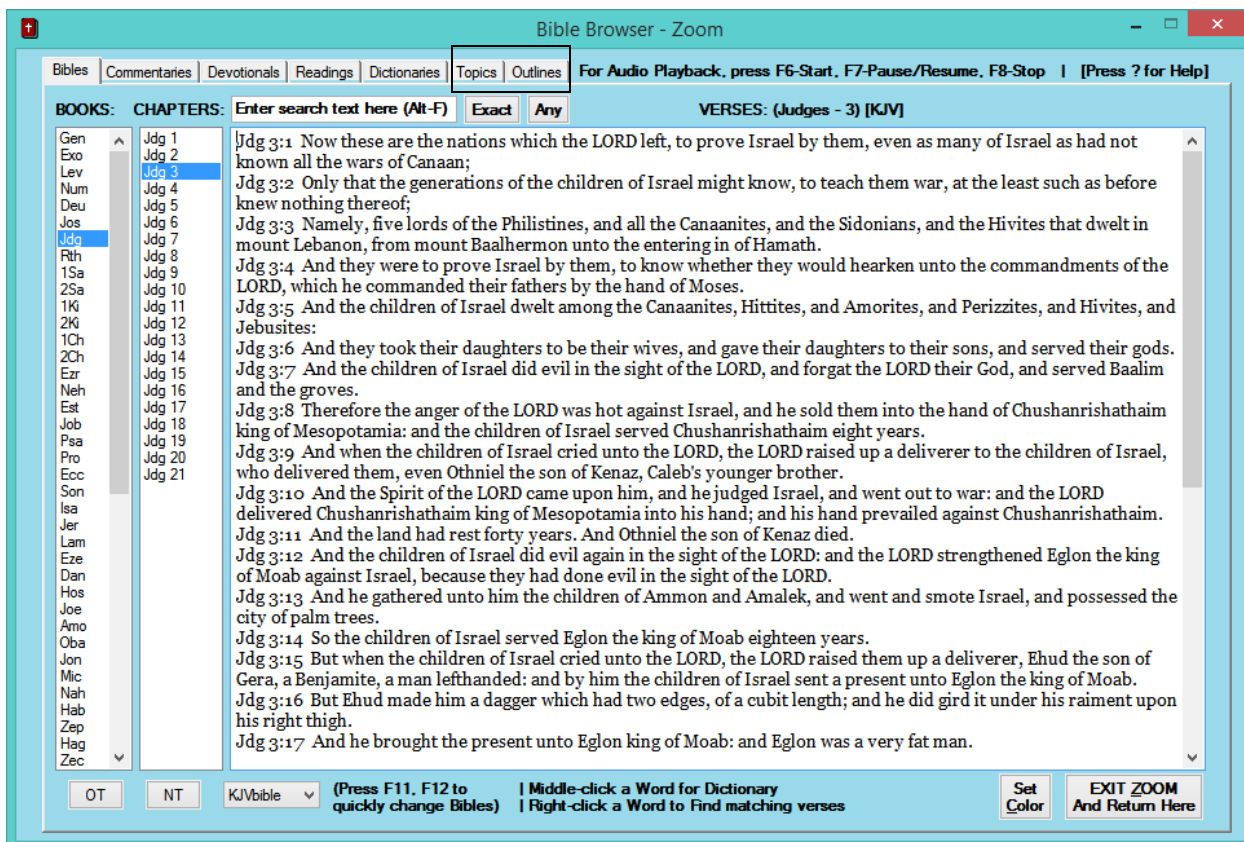 Bible Browser - Zoom
Bibles Commentaries Devotionals Readings Dictionaries Topics Outlines For Audio Playback, press F6-Start, F7-Pause/Resume, F8-Stop | [Press ? for Help]
BOOKS: CHAPTERS: Enter search text here (Alt-F) Exact Any VERSES: (Judges - 3) [KJV]
Gen
Exo
Lev
Num
Deu
Jos
Jdg
Rth
1Sa
2Sa
1Ki
2Ki
1Ch
2Ch
Ezr
Neh
Est
Job
Psa
Pro
Ecc
Son
Isa
Jer
Lam
Eze
Dan
Hos
Joe
Amo
Oba
Jon
Mic
Nah
Hab
Zep
Hag
Zec
Jdg 1
Jdg 2
Jdg 3
Jdg 4
Jdg 5
Jdg 6
Jdg 7
Jdg 8
Jdg 9
Jdg 10
Jdg 11
Jdg 12
Jdg 13
Jdg 14
Jdg 15
Jdg 16
Jdg 17
Jdg 18
Jdg 19
Jdg 20
Jdg 21
Jdg 3:1 Now these are the nations which the LORD left, to prove Israel by them, even as many of Israel as had not
known all the wars of Canaan;
Jdg 3:2 Only that the generations of the children of Israel might know, to teach them war, at the least such as before
knew nothing thereof;
Jdg 3:3 Namely, five lords of the Philistines, and all the Canaanites, and the Sidonians, and the Hivites that dwelt in
mount Lebanon, from mount Baalhermon unto the entering in of Hamath.
Jdg 3:4 And they were to prove Israel by them, to know whether they would hearken unto the commandments of the
LORD, which he commanded their fathers by the hand of Moses.
Jdg 3:5 And the children of Israel dwelt among the Canaanites, Hittites, and Amorites, and Perizzites, and Hivites, and
Jebusites:
Jdg 3:6 And they took their daughters to be their wives, and gave their daughters to their sons, and served their gods.
Jdg 3:7 And the children of Israel did evil in the sight of the LORD, and forgat the LORD their God, and served Baalim
and the groves.
Jdg 3:8 Therefore the anger of the LORD was hot against Israel, and he sold them into the hand of Chushanrishathaim
king of Mesopotamia: and the children of Israel served Chushanrishathaim eight years.
Jdg 3:9 And when the children of Israel cried unto the LORD, the LORD raised up a deliverer to the children of Israel,
who delivered them, even Othniel the son of Kenaz, Caleb's younger brother.
Jdg 3:10 And the Spirit of the LORD came upon him, and he judged Israel, and went out to war: and the LORD
delivered Chushanrishathaim king of Mesopotamia into his hand; and his hand prevailed against Chushanrishathaim.
Jdg 3:11 And the land had rest forty years. And Othniel the son of Kenaz died.
Jdg 3:12 And the children of Israel did evil again in the sight of the LORD: and the LORD strengthened Eglon the king
of Moab against Israel, because they had done evil in the sight of the LORD.
Jdg 3:13 And he gathered unto him the children of Ammon and Amalek, and went and smote Israel, and possessed the
city of palm trees.
Jdg 3:14 So the children of Israel served Eglon the king of Moab eighteen years.
Jdg 3:15 But when the children of Israel cried unto the LORD, the LORD raised them up a deliverer, Ehud the son of
Gera, a Benjamite, a man lefthanded: and by him the children of Israel sent a present unto Eglon the king of Moab.
Jdg 3:16 But Ehud made him a dagger which had two edges, of a cubit length; and he did gird it under his raiment upon
his right thigh.
Jdg 3:17 And he brought the present unto Eglon king of Moab: and Eglon was a very fat man.
OT NT KJVbible (Press F11, F12 to | Middle-click a Word for Dictionary Set EXIT ZOOM
quickly change Bibles) | Right-click a Word to Find matching verses Color And Return Here